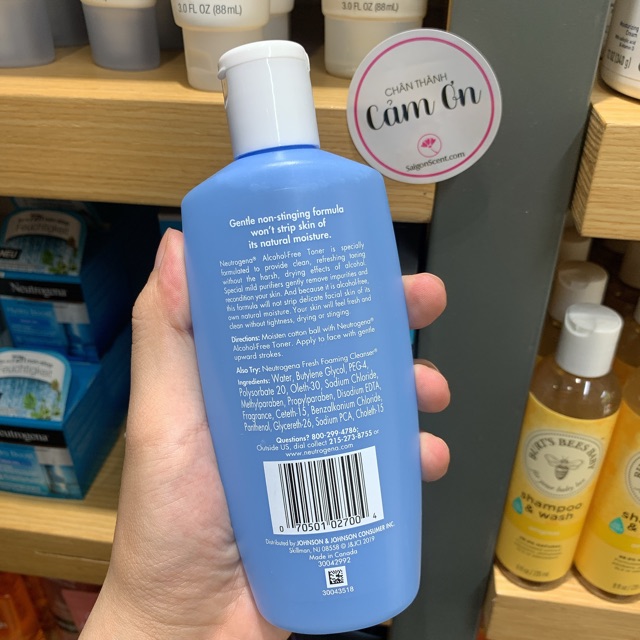 3.0 FL OZ (88mL)
3.0 FL OZ (88mL)
CHÂN THÀNH
Cảm Ơn
SaigonScent.com
Gentle non-stinging formula
won't strip skin of
its natural moisture.
Neutrogena® Alcohol-Free Toner is specially
formulated to provide clean, refreshing toning
without the harsh, drying effects of alcohol.
Special mild purifiers gently remove impurities and
recondition your skin. And because it is alcohol-free,
this formula will not strip delicate facial skin of its
own natural moisture. Your skin will feel fresh and
clean without tightness, drying or stinging.
Directions: Moisten cotton ball with Neutrogena®
Alcohol-Free Toner. Apply to face with gentle
upward strokes.
Also Try: Neutrogena Fresh Foaming Cleanser
Ingredients: Water, Butylene Glycol, PEG-4,
Polysorbate 20, Oleth-30, Sodium Chloride,
Methylparaben, Propylparaben, Disodium EDTA,
Fragrance, Ceteth-15, Benzalkonium Chloride,
Panthenol, Glycereth-26, Sodium PCA, Choleth-15
Questions? 800-299-4786;
Outside US, dial collect 215-273-8755 or
www.neutrogena.com
0 70501 02700 4
Distributed by JOHNSON & JOHNSON CONSUMER INC.
Skillman, NJ 08558 © J&JCI 2019
Made in Canada
30042992
30043518
Feuchtigkeit
NEU
Neutrogena
Feuchtigkeit
Neutrogena
BURT'S BEES BABY
shampoo
& wash
shampoo
& wash